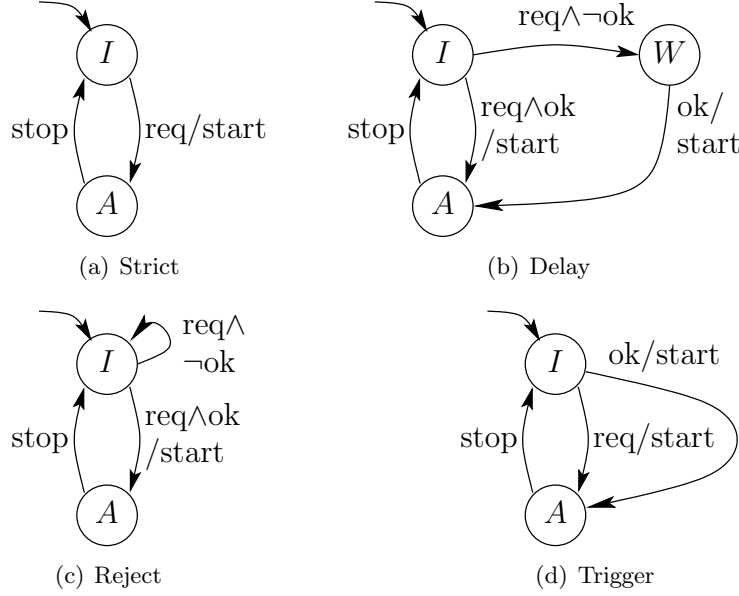 I
stop
req/start
A
(a) Strict
I
req∧¬ok
W
stop
req∧ok
/start
ok/
start
A
(b) Delay
I
req∧
¬ok
stop
req∧ok
/start
A
(c) Reject
I
ok/start
stop
req/start
A
(d) Trigger